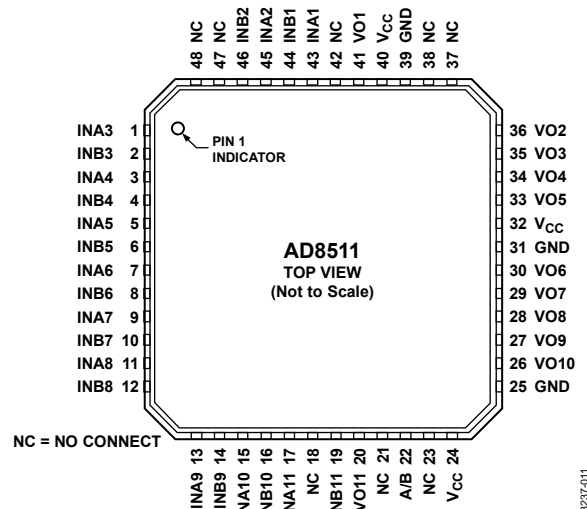 48 NC
47 NC
46 INB2
45 INA2
44 INB1
43 INA1
42 NC
41 VO1
40 VCC
39 GND
38 NC
37 NC
INA3 1
INB3 2
INA4 3
INB4 4
INA5 5
INB5 6
INA6 7
INB6 8
INA7 9
INB7 10
INA8 11
INB8 12
PIN 1
INDICATOR
AD8511
TOP VIEW
(Not to Scale)
36 VO2
35 VO3
34 VO4
33 VO5
32 VCC
31 GND
30 VO6
29 VO7
28 VO8
27 VO9
26 VO10
25 GND
NC = NO CONNECT
INA9 13
INB9 14
NA10 15
NB10 16
NA11 17
NC 18
NB11 19
VO11 20
NC 21
A/B 22
NC 23
VCC 24